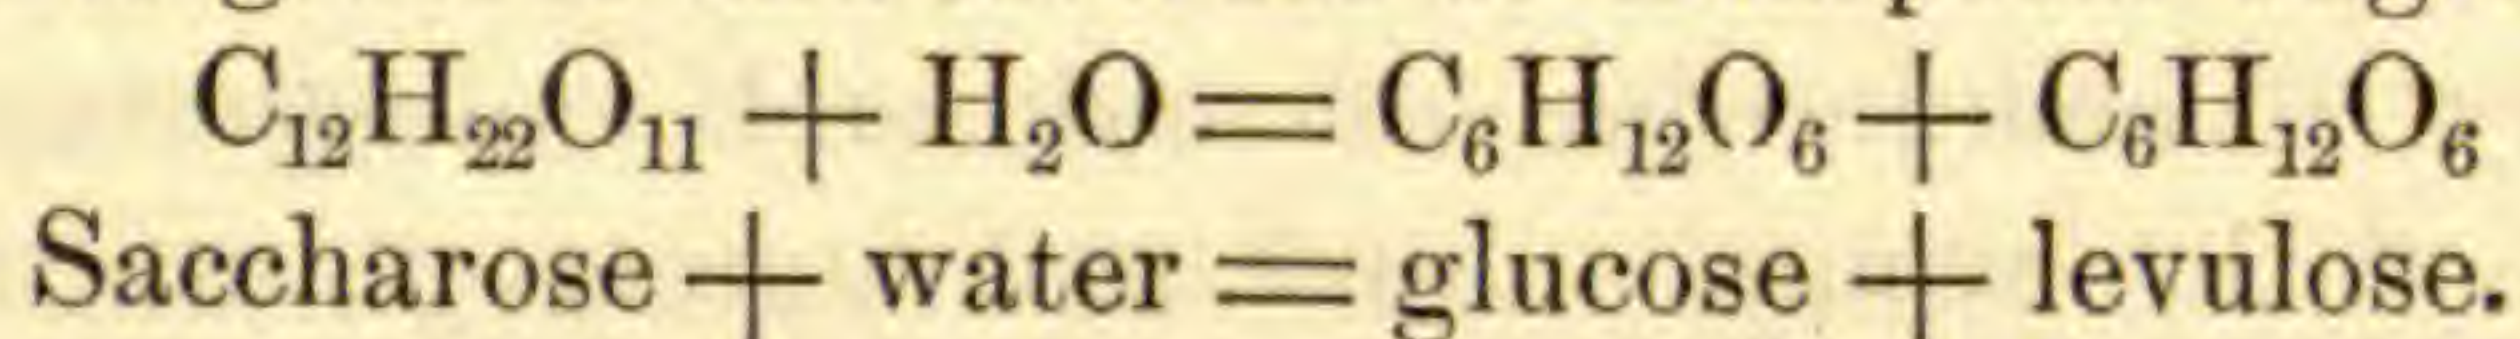 C₁₂H₂₂O₁₁ + H₂O = C₆H₁₂O₆ + C₆H₁₂O₆
Saccharose + water = glucose + levulose.